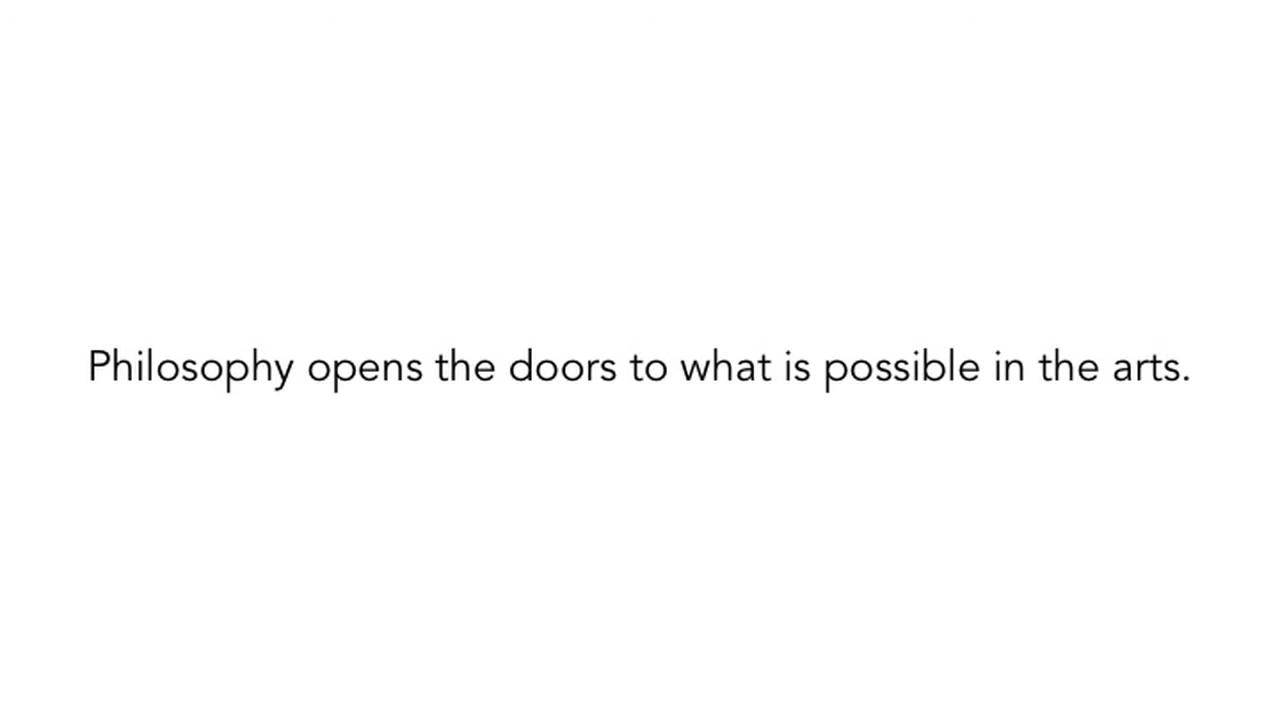 Philosophy opens the doors to what is possible in the arts.